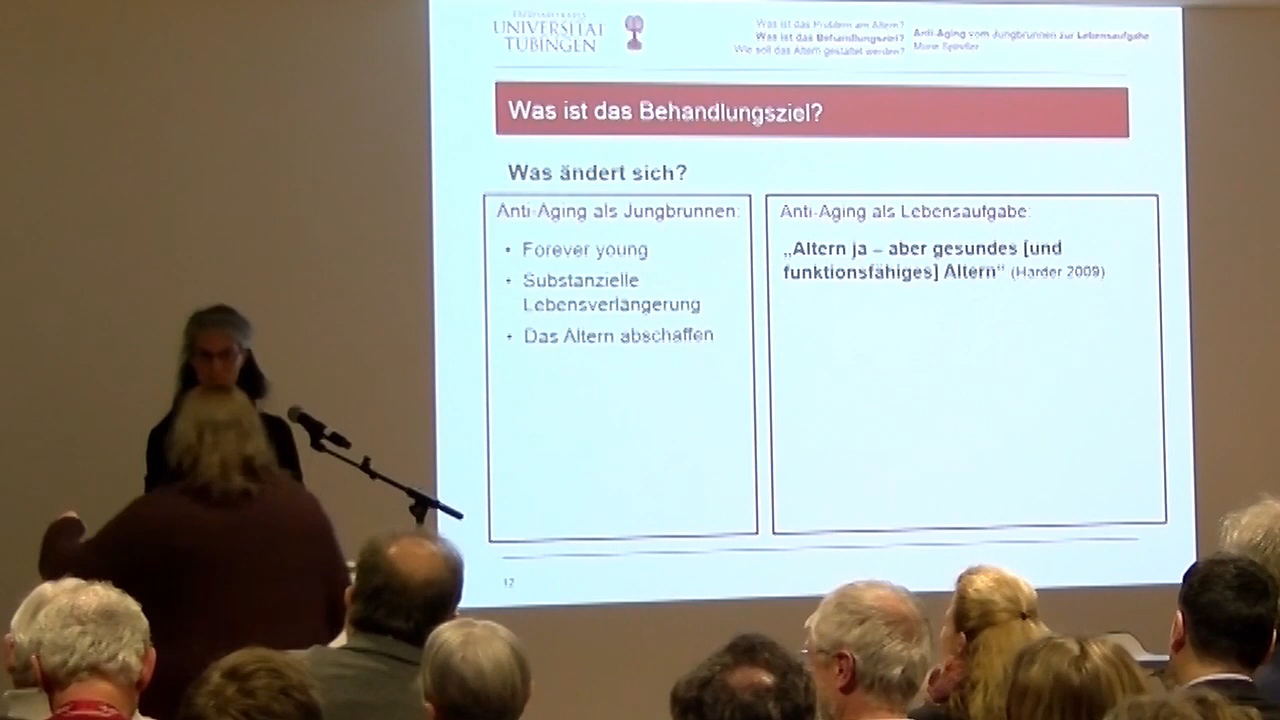 EBERHARD KARLS
UNIVERSITÄT
TÜBINGEN
Was ist das Problem am Altern?
Was ist das Behandlungsziel?
Wie soll das Altern gestaltet werden?
Anti-Aging vom Jungbrunnen zur Lebensaufgabe
Was ist das Behandlungsziel?
Was ändert sich?
Anti-Aging als Jungbrunnen:
• Forever young
• Substanzielle
Lebensverlängerung
• Das Altern abschaffen
Anti-Aging als Lebensaufgabe:
„Altern ja – aber gesundes [und
funktionsfähiges] Altern“ (Harder 2009)
12